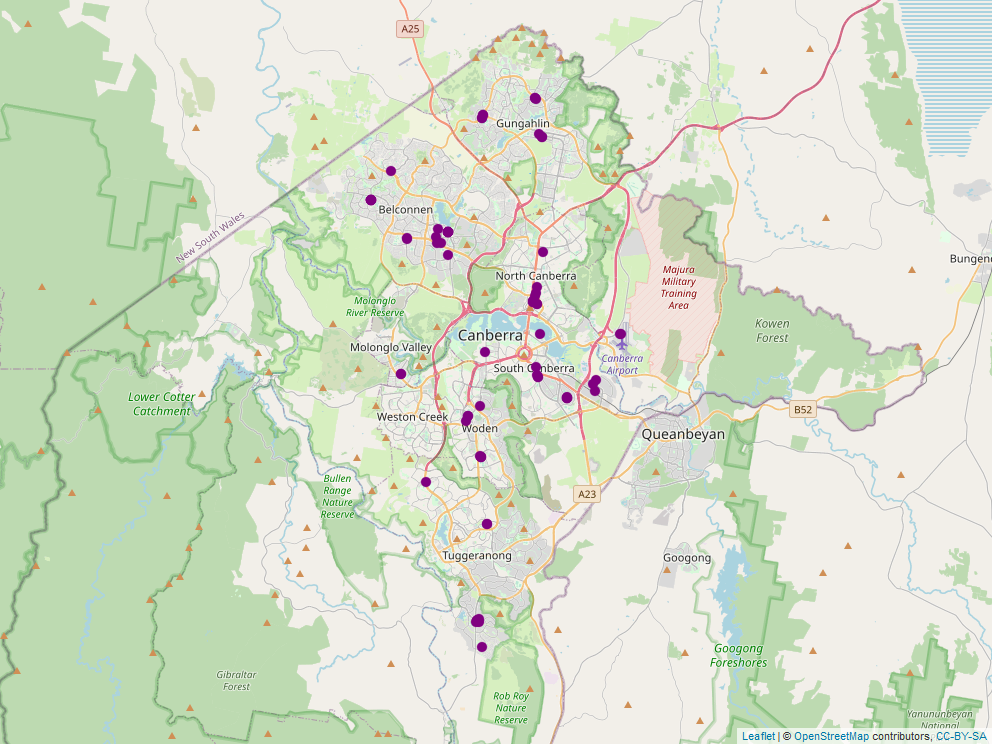 A25
Gungahlin
Belconnen
New South Wales
North Canberra
Majura
Military
Training
Area
Bungend
Molonglo
River Reserve
Kowen
Forest
Canberra
Molonglo Valley
Canberra
Airport
South Canberra
Lower Cotter
Catchment
B52
Weston Creek
Woden
Queanbeyan
Bullen
Range
Nature
Reserve
A23
Tuggeranong
Googong
Googong
Foreshores
Gibraltar
Forest
Rob Roy
Nature
Reserve
Yanununbeyan
National
Leaflet | © OpenStreetMap contributors, CC-BY-SA